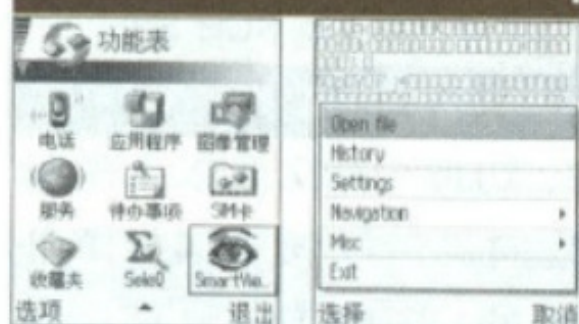 功能表
电话 应用程序 图像管理
服务 待办事项 SIM卡
收藏夹 SeleQ SmartVie..
选项 退出
Open file
History
Settings
Navigation
Misc
Exit
选择 取消